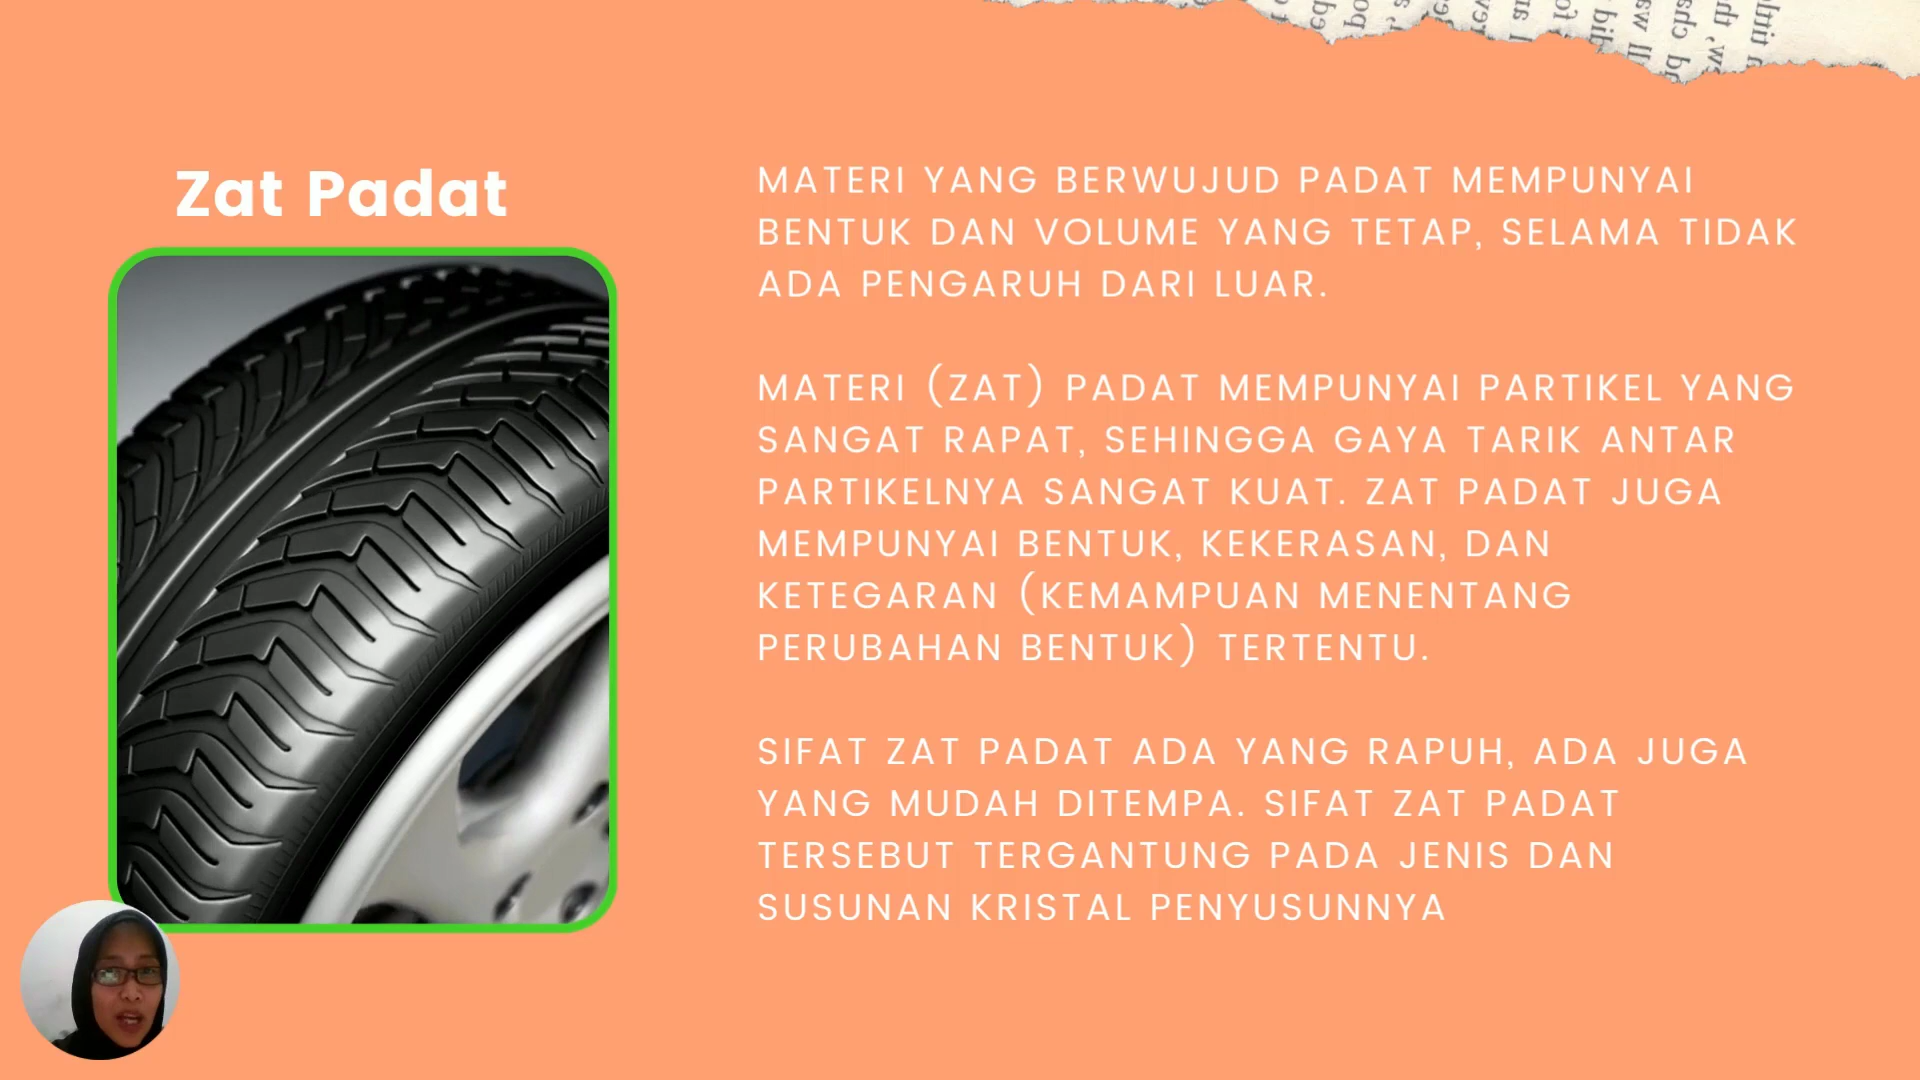 Zat Padat
MATERI YANG BERWUJUD PADAT MEMPUNYAI
BENTUK DAN VOLUME YANG TETAP, SELAMA TIDAK
ADA PENGARUH DARI LUAR.
MATERI (ZAT) PADAT MEMPUNYAI PARTIKEL YANG
SANGAT RAPAT, SEHINGGA GAYA TARIK ANTAR
PARTIKELNYA SANGAT KUAT. ZAT PADAT JUGA
MEMPUNYAI BENTUK, KEKERASAN, DAN
KETEGARAN (KEMAMPUAN MENENTANG
PERUBAHAN BENTUK) TERTENTU.
SIFAT ZAT PADAT ADA YANG RAPUH, ADA JUGA
YANG MUDAH DITEMPA. SIFAT ZAT PADAT
TERSEBUT TERGANTUNG PADA JENIS DAN
SUSUNAN KRISTAL PENYUSUNNYA